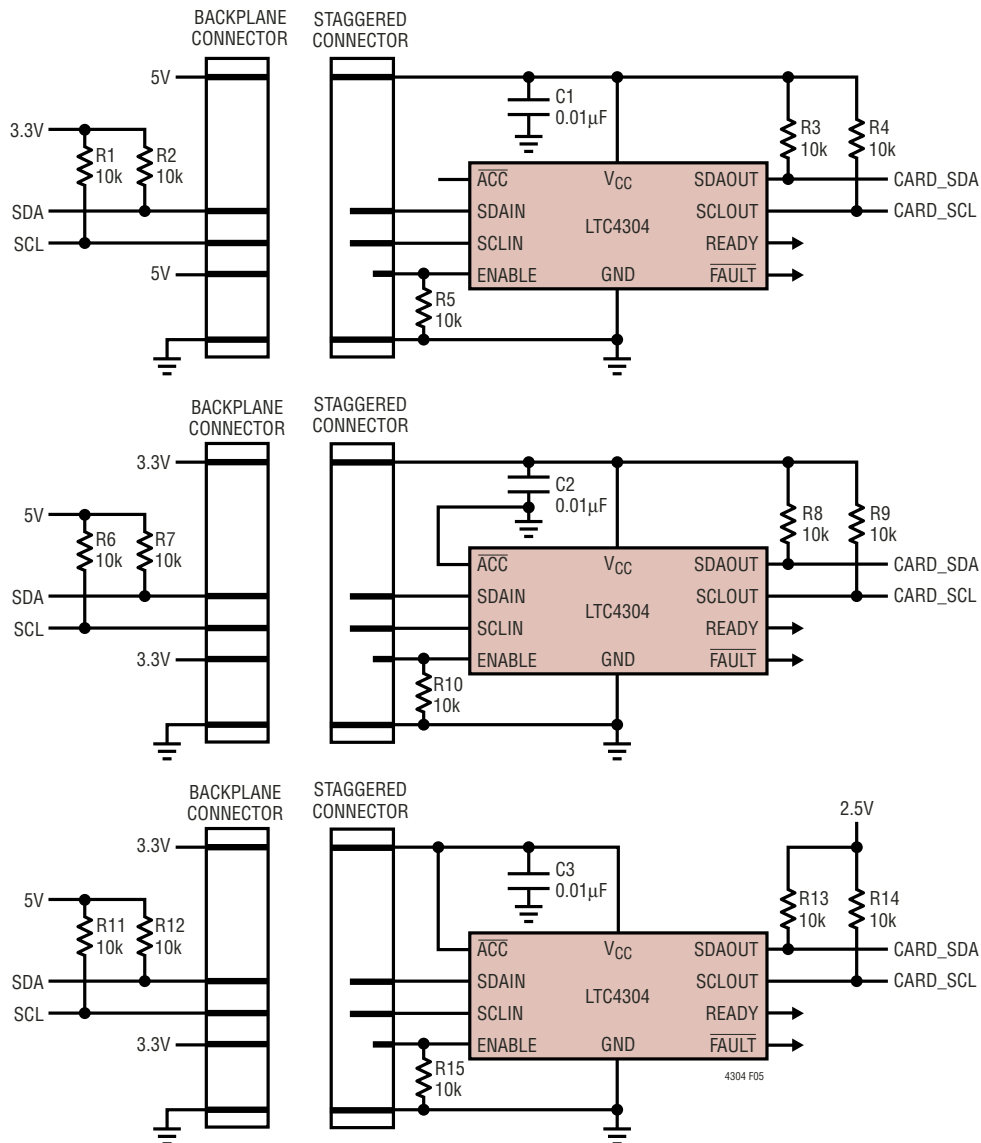 BACKPLANE
CONNECTOR
STAGGERED
CONNECTOR
5V
3.3V
R1
10k
R2
10k
SDA
SCL
5V
C1
0.01µF
R3
10k
R4
10k
ACC
VCC
SDAOUT
CARD_SDA
SDAIN
LTC4304
SCLOUT
CARD_SCL
SCLIN
READY
ENABLE
GND
FAULT
R5
10k
BACKPLANE
CONNECTOR
STAGGERED
CONNECTOR
3.3V
5V
R6
10k
R7
10k
SDA
SCL
3.3V
C2
0.01µF
R8
10k
R9
10k
ACC
VCC
SDAOUT
CARD_SDA
SDAIN
LTC4304
SCLOUT
CARD_SCL
SCLIN
READY
ENABLE
GND
FAULT
R10
10k
BACKPLANE
CONNECTOR
STAGGERED
CONNECTOR
2.5V
3.3V
5V
R11
10k
R12
10k
SDA
SCL
3.3V
C3
0.01µF
R13
10k
R14
10k
ACC
VCC
SDAOUT
CARD_SDA
SDAIN
LTC4304
SCLOUT
CARD_SCL
SCLIN
READY
ENABLE
GND
FAULT
R15
10k
4304 F05